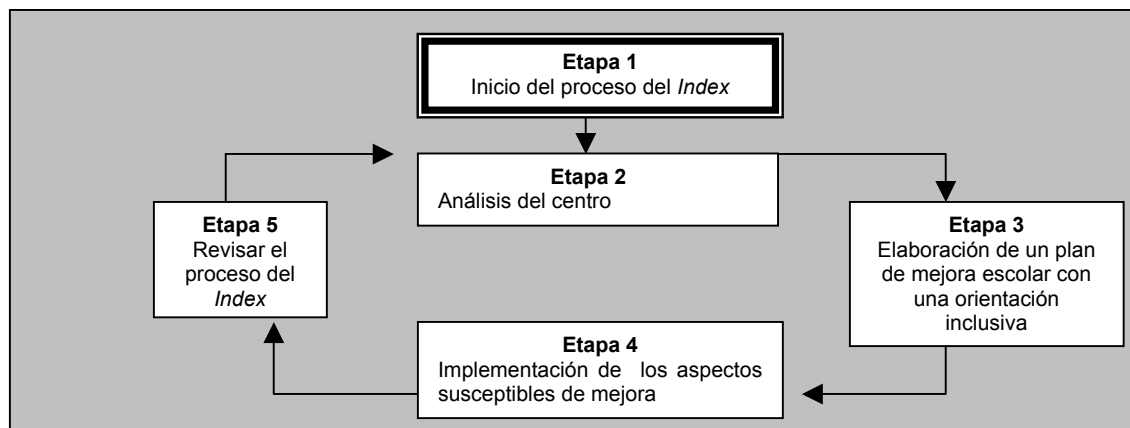 Etapa 1
Inicio del proceso del Index
Etapa 2
Análisis del centro
Etapa 3
Elaboración de un plan
de mejora escolar con
una orientación
inclusiva
Etapa 4
Implementación de los aspectos
susceptibles de mejora
Etapa 5
Revisar el
proceso del
Index